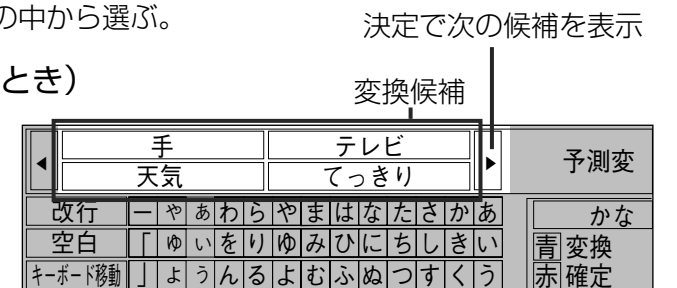 の中から選ぶ。
決定で次の候補を表示
とき）
変換候補
◀ 手 テレビ ▶ 予測変
天気 てっきり
改行 ー ゃ ぁ わ ら や ま は な た さ か あ かな
空白 「 ゅ ぃ を り ゆ み ひ に ち し き い 青 変換
キーボード移動 」 ょ ぅ ん る よ む ふ ぬ つ す く う 赤 確定